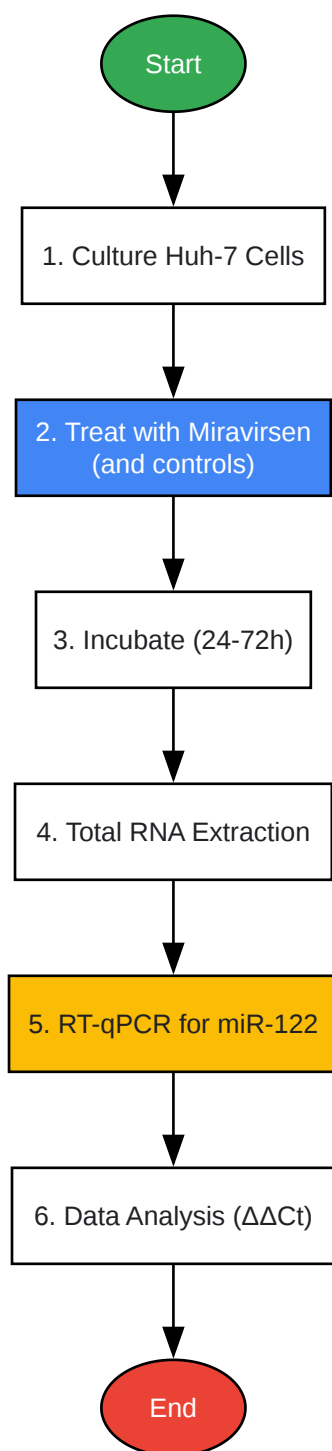 Start
1. Culture Huh-7 Cells
2. Treat with Miravirsen
(and controls)
3. Incubate (24-72h)
4. Total RNA Extraction
5. RT-qPCR for miR-122
6. Data Analysis (ΔΔCt)
End